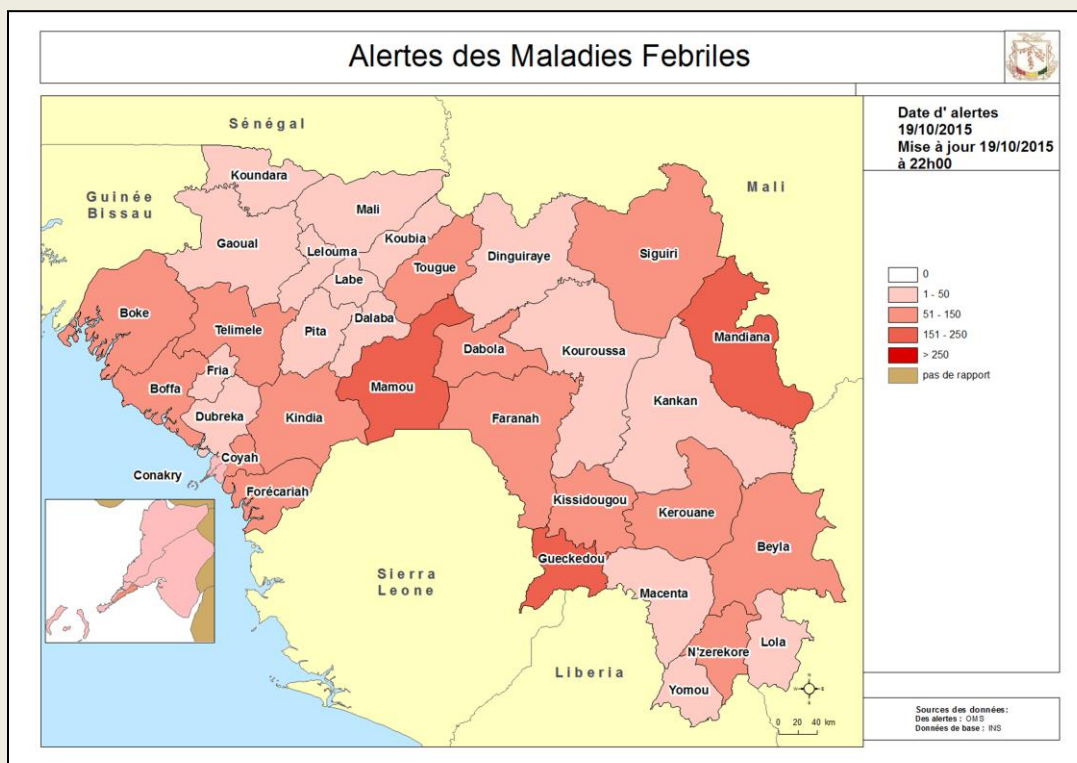 Alertes des Maladies Febriles
Date d' alertes
19/10/2015
Mise à jour 19/10/2015
à 22h00
0
1 - 50
51 - 150
151 - 250
> 250
pas de rapport
Sénégal
Guinée
Bissau
Mali
Koundara
Mali
Gaoual
Koubia
Lelouma
Labe
Tougue
Dinguiraye
Siguiri
Boke
Telimele
Pita
Dalaba
Mandiana
Dabola
Kouroussa
Fria
Boffa
Mamou
Kankan
Dubreka
Kindia
Faranah
Coyah
Conakry
Forécariah
Kissidougou
Kerouane
Beyla
Gueckedou
Sierra
Leone
Macenta
N'zerekore
Lola
Liberia
Yomou
N
W
E
S
0 20 40 km
Sources des données:
Des alertes : OMS
Données de base : INS